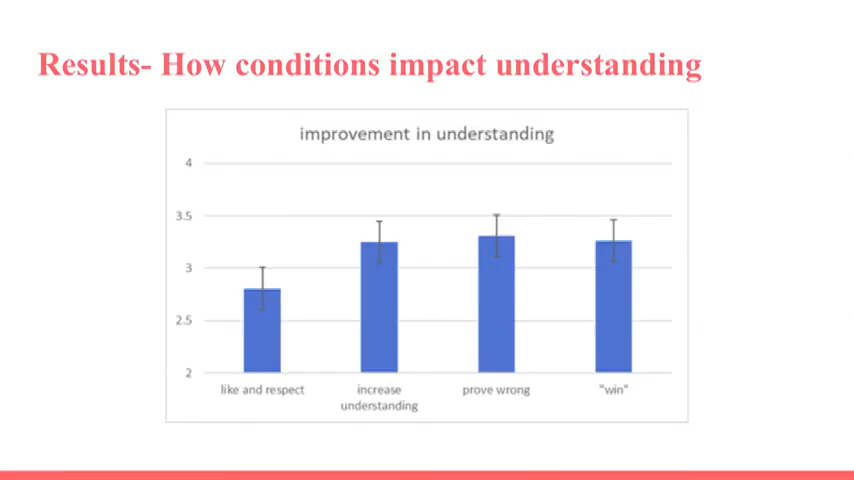 Results- How conditions impact understanding
improvement in understanding
4
3.5
3
2.5
2
like and respect
increase
understanding
prove wrong
"win"